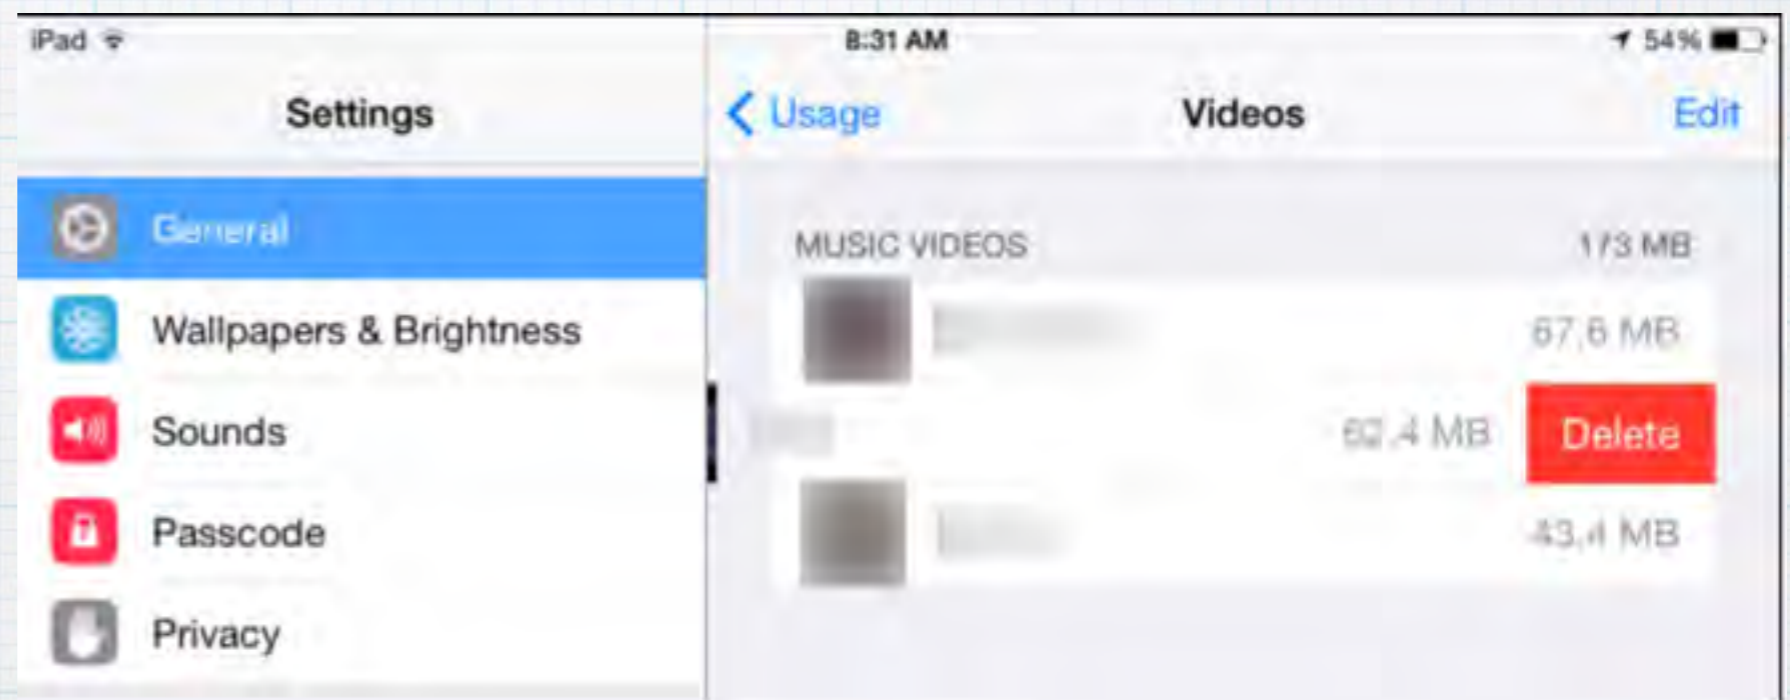 iPad 8:31 AM 54%
Settings
Usage Videos Edit
General
Wallpapers & Brightness
Sounds
Passcode
Privacy
MUSIC VIDEOS 173 MB
67.6 MB
62.4 MB Delete
43.4 MB